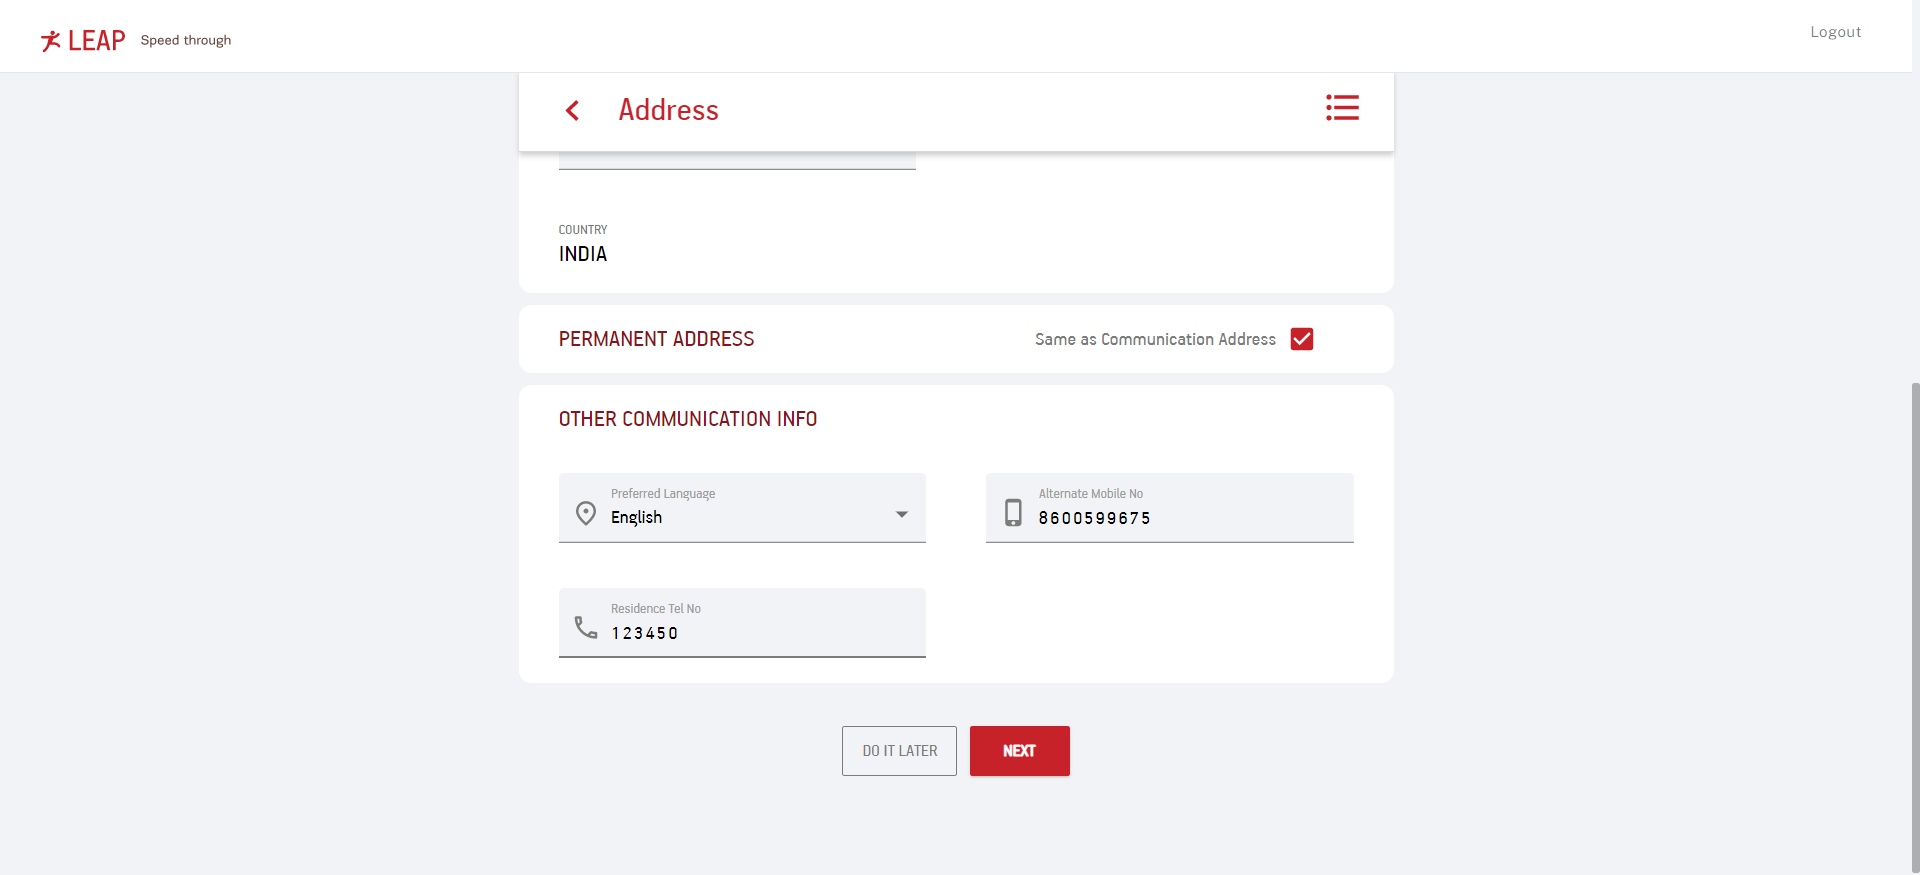 LEAP Speed through
Logout
Address
COUNTRY
INDIA
PERMANENT ADDRESS
Same as Communication Address
OTHER COMMUNICATION INFO
Preferred Language
English
Alternate Mobile No
8600599675
Residence Tel No
123450
DO IT LATER
NEXT